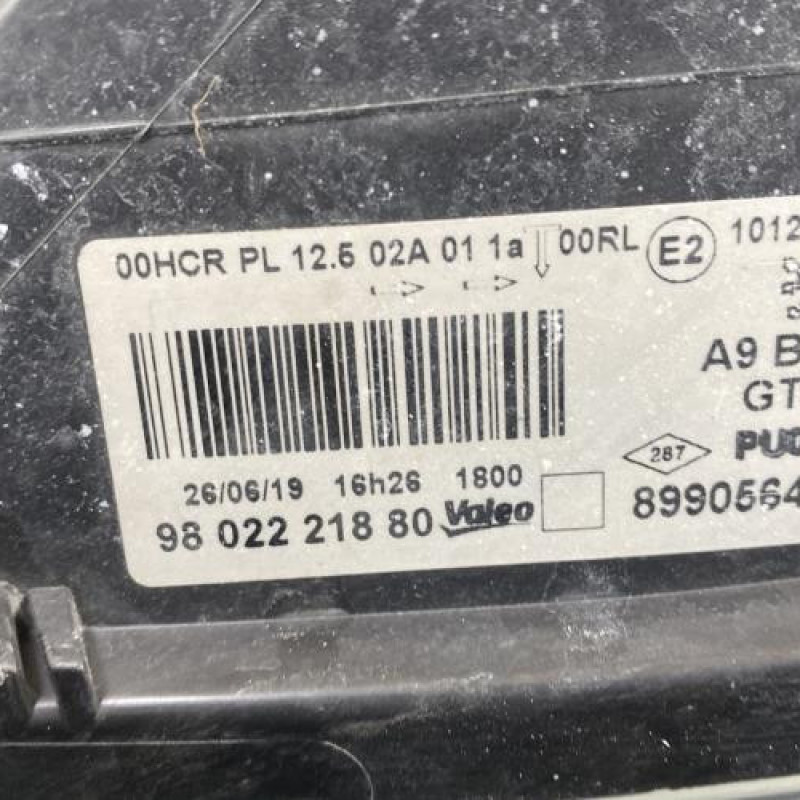 00HCR PL 12.5 02A 01 1a 00RL E2 1012
A9 B
GT
26/06/19 16h26 1800
287
98 022 218 80 Valeo 8990564